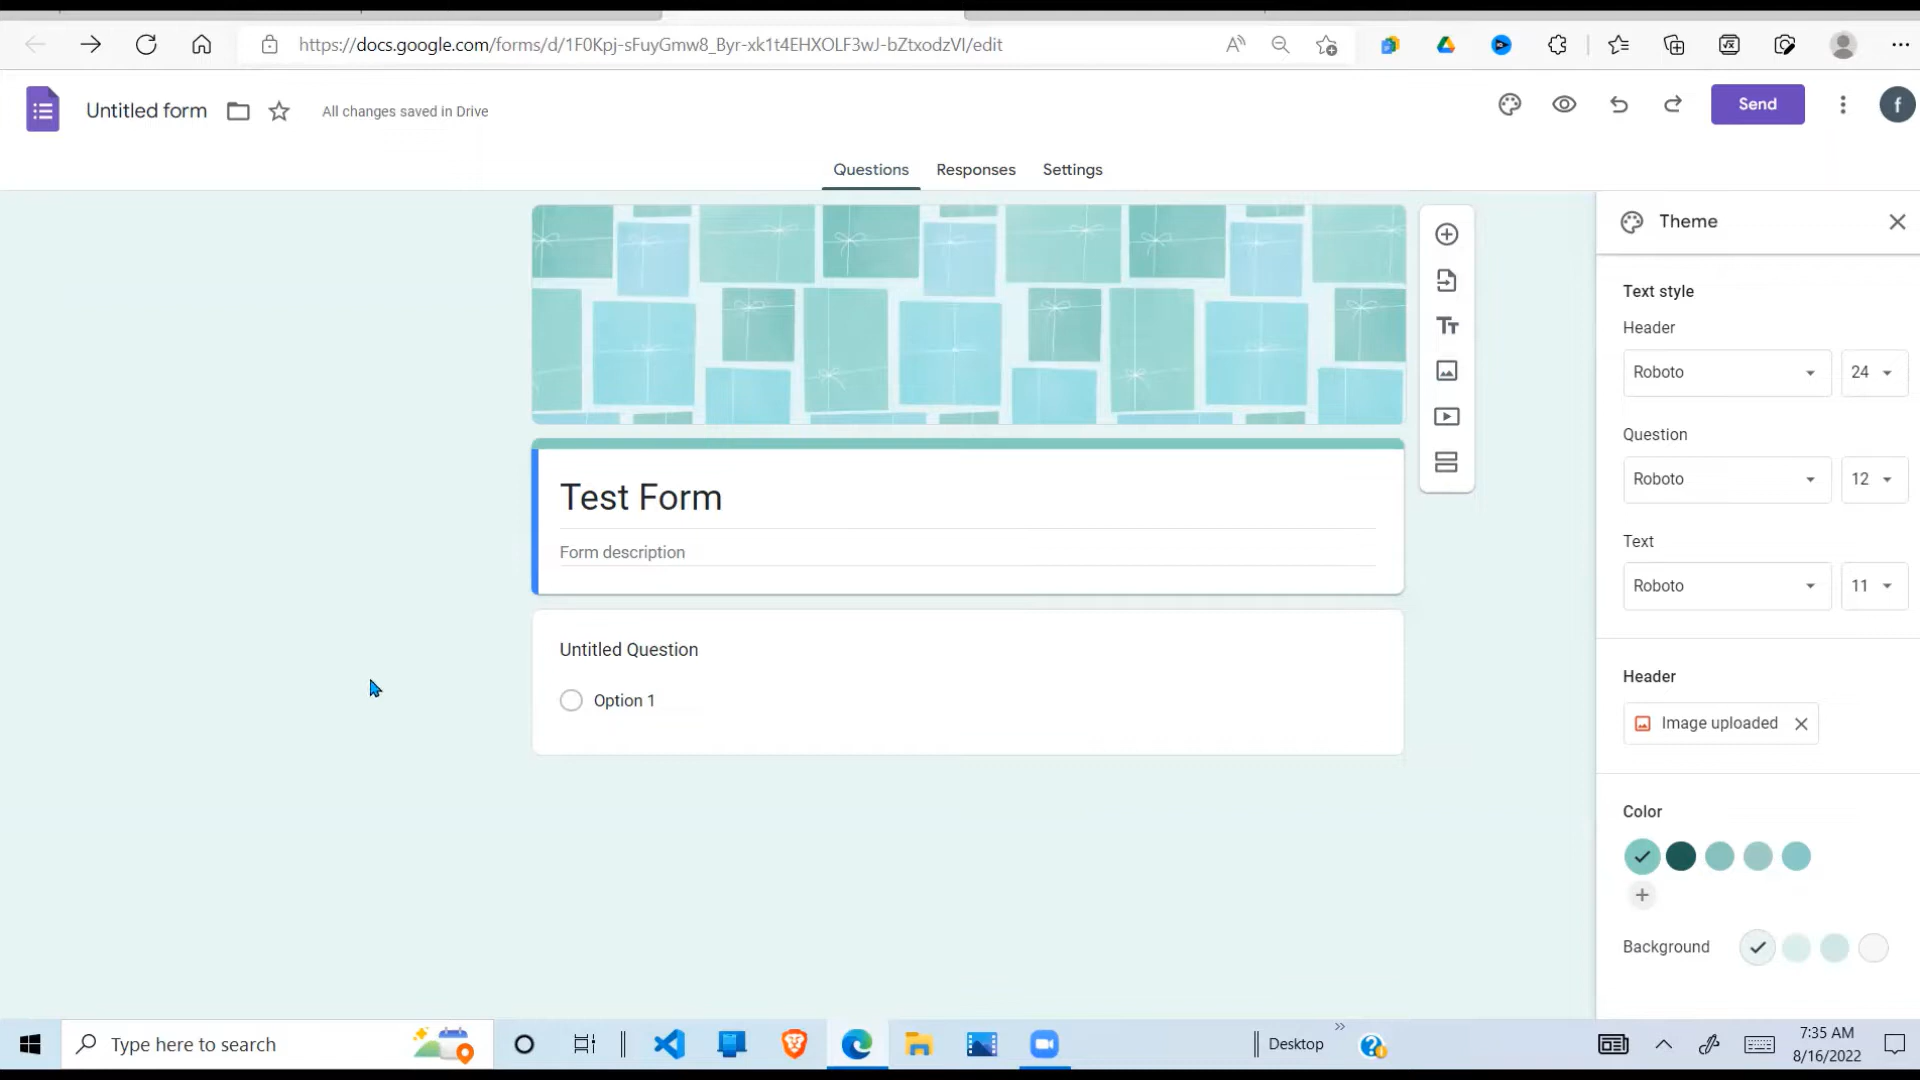 https://docs.google.com/forms/d/1F0Kpj-sFuyGmw8_Byr-xk1t4EHXOLF3wJ-bZtxodzVI/edit
Untitled form
All changes saved in Drive
Send
f
Questions Responses Settings
Theme
Text style
Header
Roboto 24
Question
Roboto 12
Text
Roboto 11
Header
Image uploaded
Color
Background
Test Form
Form description
Untitled Question
Option 1
Type here to search
Desktop
7:35 AM
8/16/2022